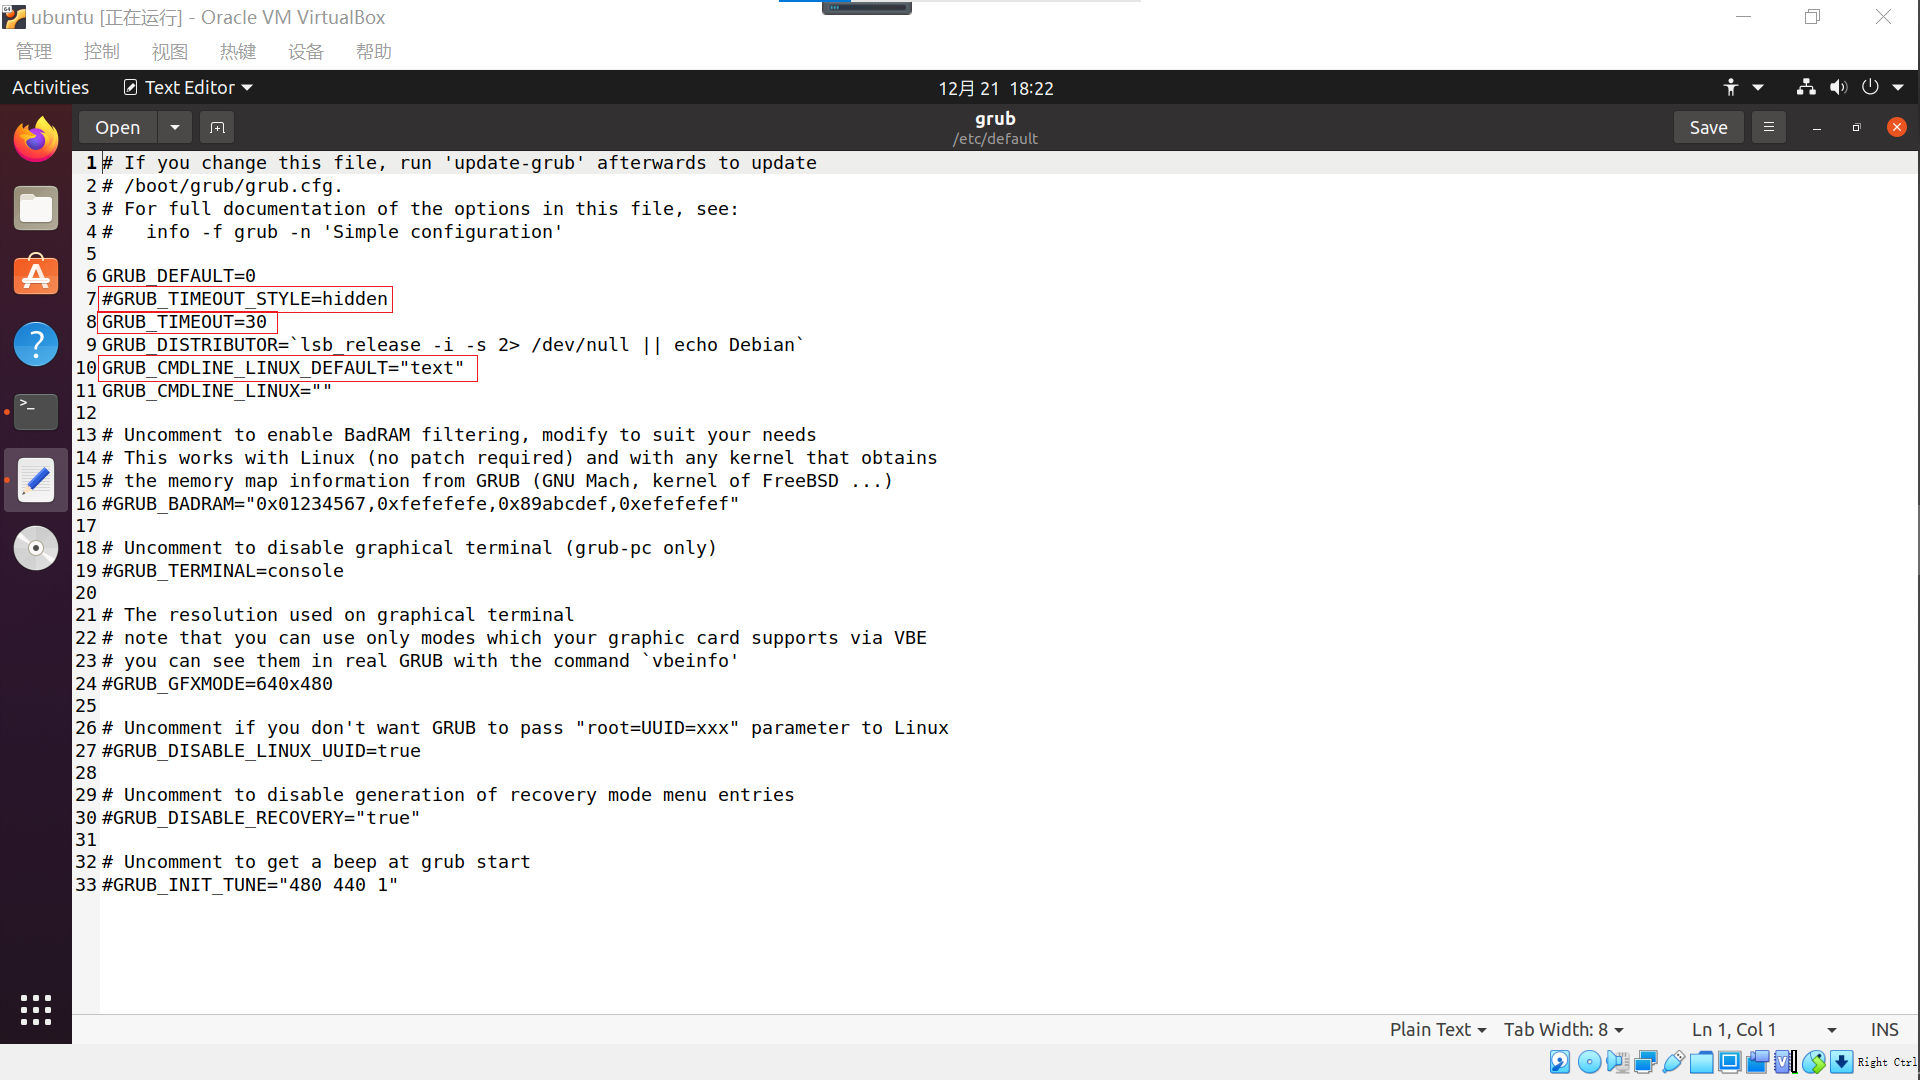 ubuntu [正在运行] - Oracle VM VirtualBox
管理 控制 视图 热键 设备 帮助
Activities Text Editor 12月 21 18:22
Open grub Save
/etc/default
1 # If you change this file, run 'update-grub' afterwards to update
2 # /boot/grub/grub.cfg.
3 # For full documentation of the options in this file, see:
4 #   info -f grub -n 'Simple configuration'
5
6 GRUB_DEFAULT=0
7 #GRUB_TIMEOUT_STYLE=hidden
8 GRUB_TIMEOUT=30
9 GRUB_DISTRIBUTOR=`lsb_release -i -s 2> /dev/null || echo Debian`
10 GRUB_CMDLINE_LINUX_DEFAULT="text"
11 GRUB_CMDLINE_LINUX=""
12
13 # Uncomment to enable BadRAM filtering, modify to suit your needs
14 # This works with Linux (no patch required) and with any kernel that obtains
15 # the memory map information from GRUB (GNU Mach, kernel of FreeBSD ...)
16 #GRUB_BADRAM="0x01234567,0xfefefefe,0x89abcdef,0xefefefef"
17
18 # Uncomment to disable graphical terminal (grub-pc only)
19 #GRUB_TERMINAL=console
20
21 # The resolution used on graphical terminal
22 # note that you can use only modes which your graphic card supports via VBE
23 # you can see them in real GRUB with the command `vbeinfo'
24 #GRUB_GFXMODE=640x480
25
26 # Uncomment if you don't want GRUB to pass "root=UUID=xxx" parameter to Linux
27 #GRUB_DISABLE_LINUX_UUID=true
28
29 # Uncomment to disable generation of recovery mode menu entries
30 #GRUB_DISABLE_RECOVERY="true"
31
32 # Uncomment to get a beep at grub start
33 #GRUB_INIT_TUNE="480 440 1"
Plain Text Tab Width: 8 Ln 1, Col 1 INS
Right Ctrl